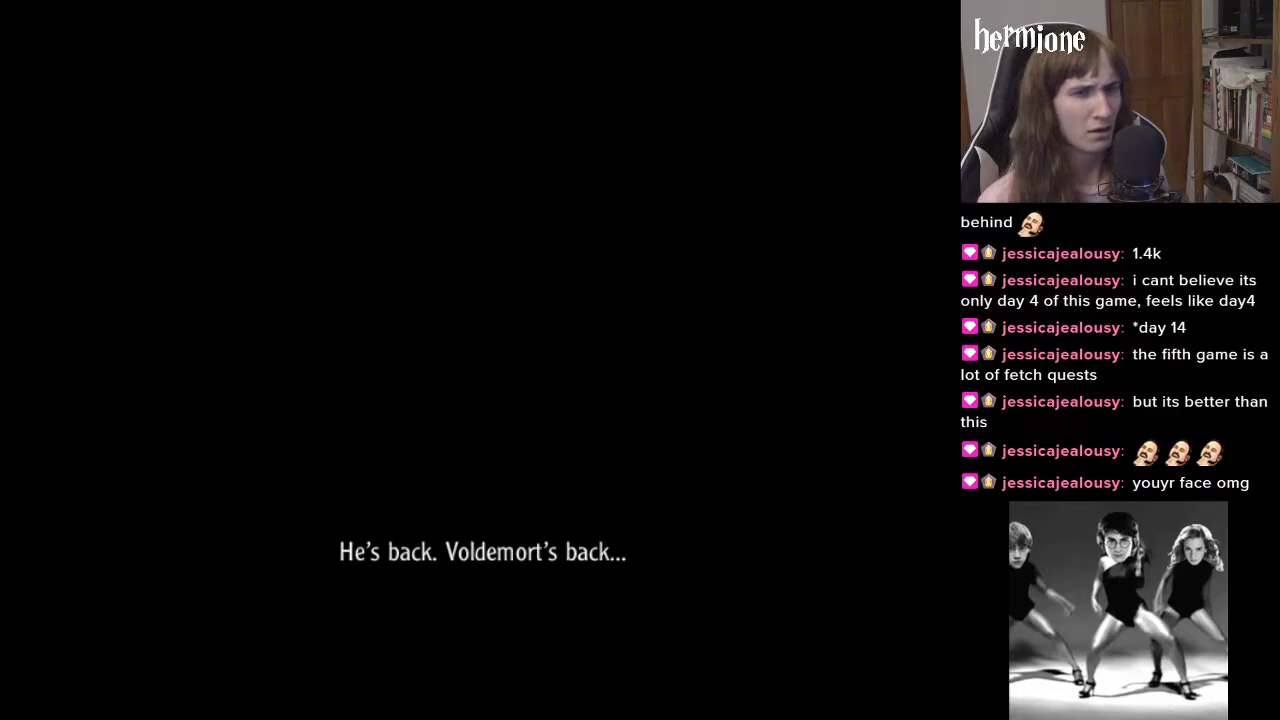 hermione
behind
jessicajealousy: 1.4k
jessicajealousy: i cant believe its
only day 4 of this game, feels like day4
jessicajealousy: *day 14
jessicajealousy: the fifth game is a
lot of fetch quests
jessicajealousy: but its better than
this
jessicajealousy:
jessicajealousy: youyr face omg
He's back. Voldemort's back...